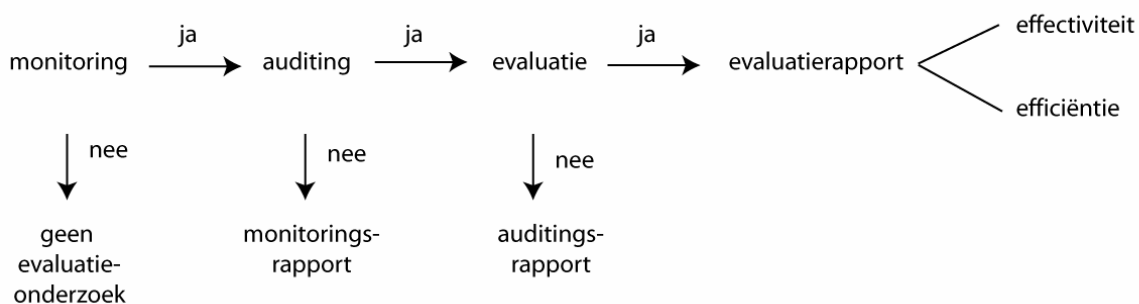 effectiviteit
ja
ja
ja
monitoring
auditing
evaluatie
evaluatierapport
efficiëntie
nee
nee
nee
geen
evaluatie-
onderzoek
monitorings-
rapport
auditings-
rapport